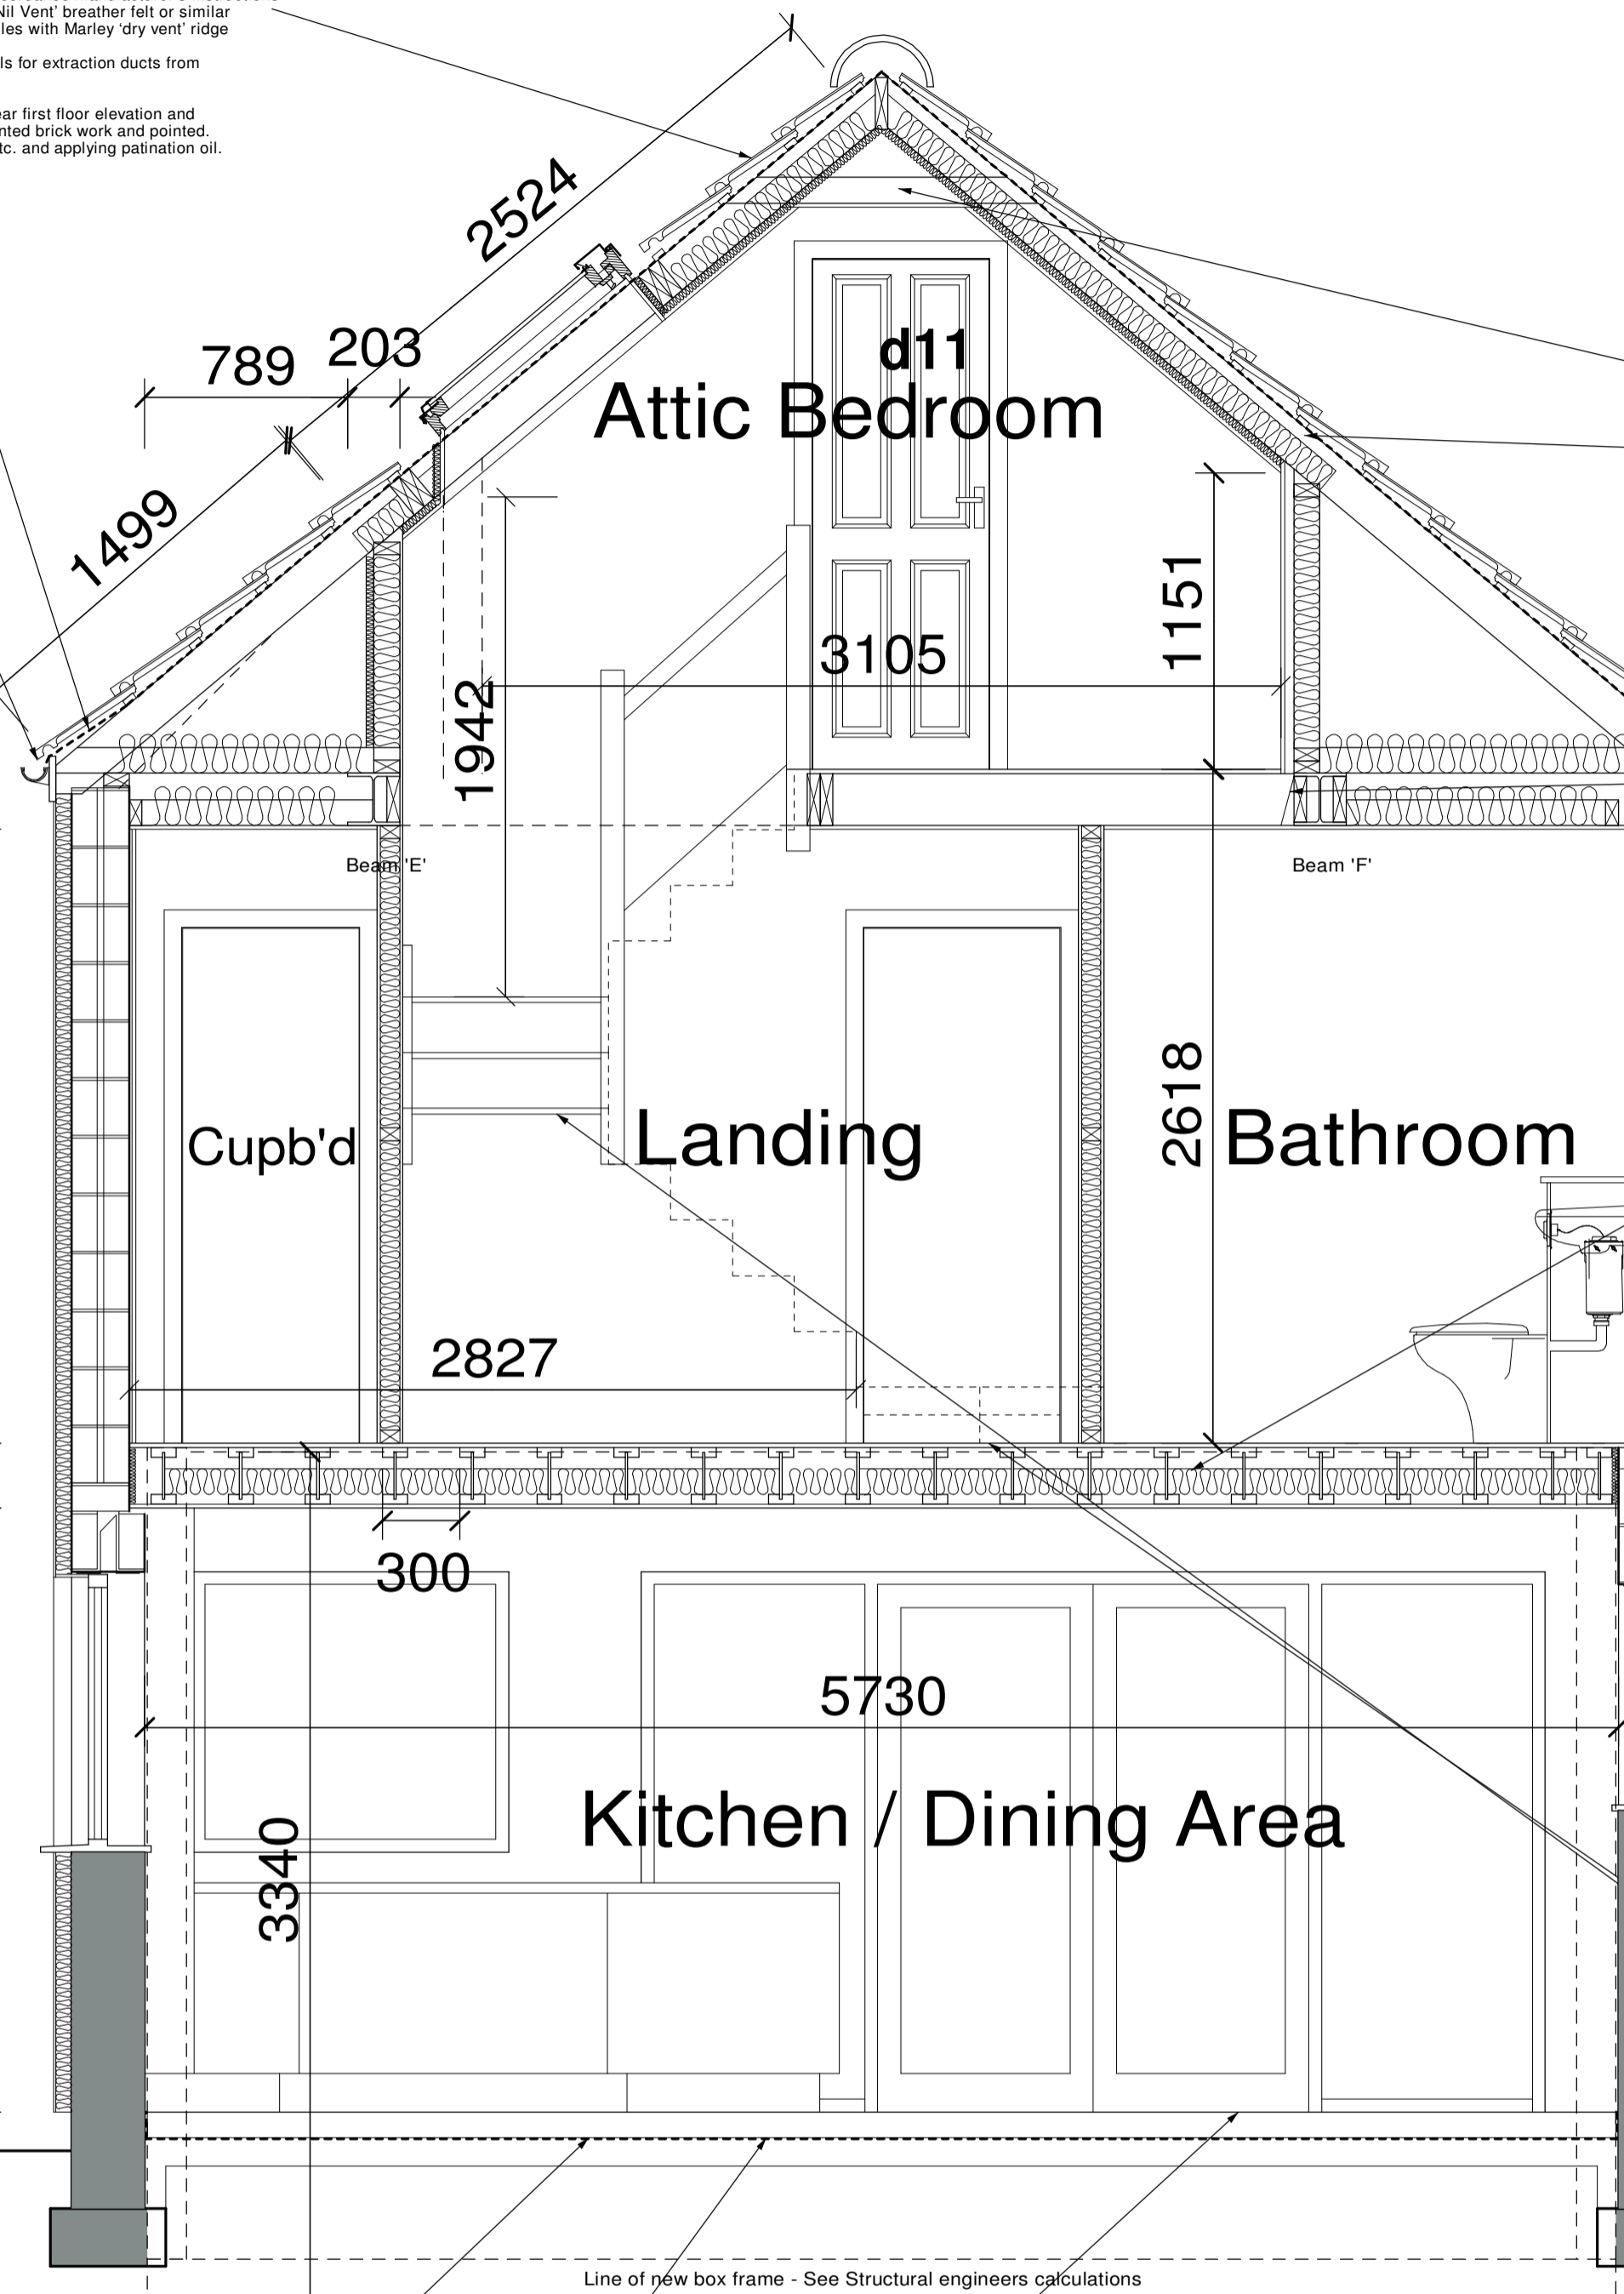 Nil Vent’ breather felt or similar
les with Marley ‘dry vent’ ridge
ls for extraction ducts from
ear first floor elevation and
nted brick work and pointed.
tc. and applying patination oil.
2524
789
203
1499
d11
Attic Bedroom
1151
3105
1942
Beam 'E'
Beam 'F'
2618
Cupb'd
Landing
Bathroom
2827
300
5730
Kitchen / Dining Area
3340
Line of new box frame - See Structural engineers calculations